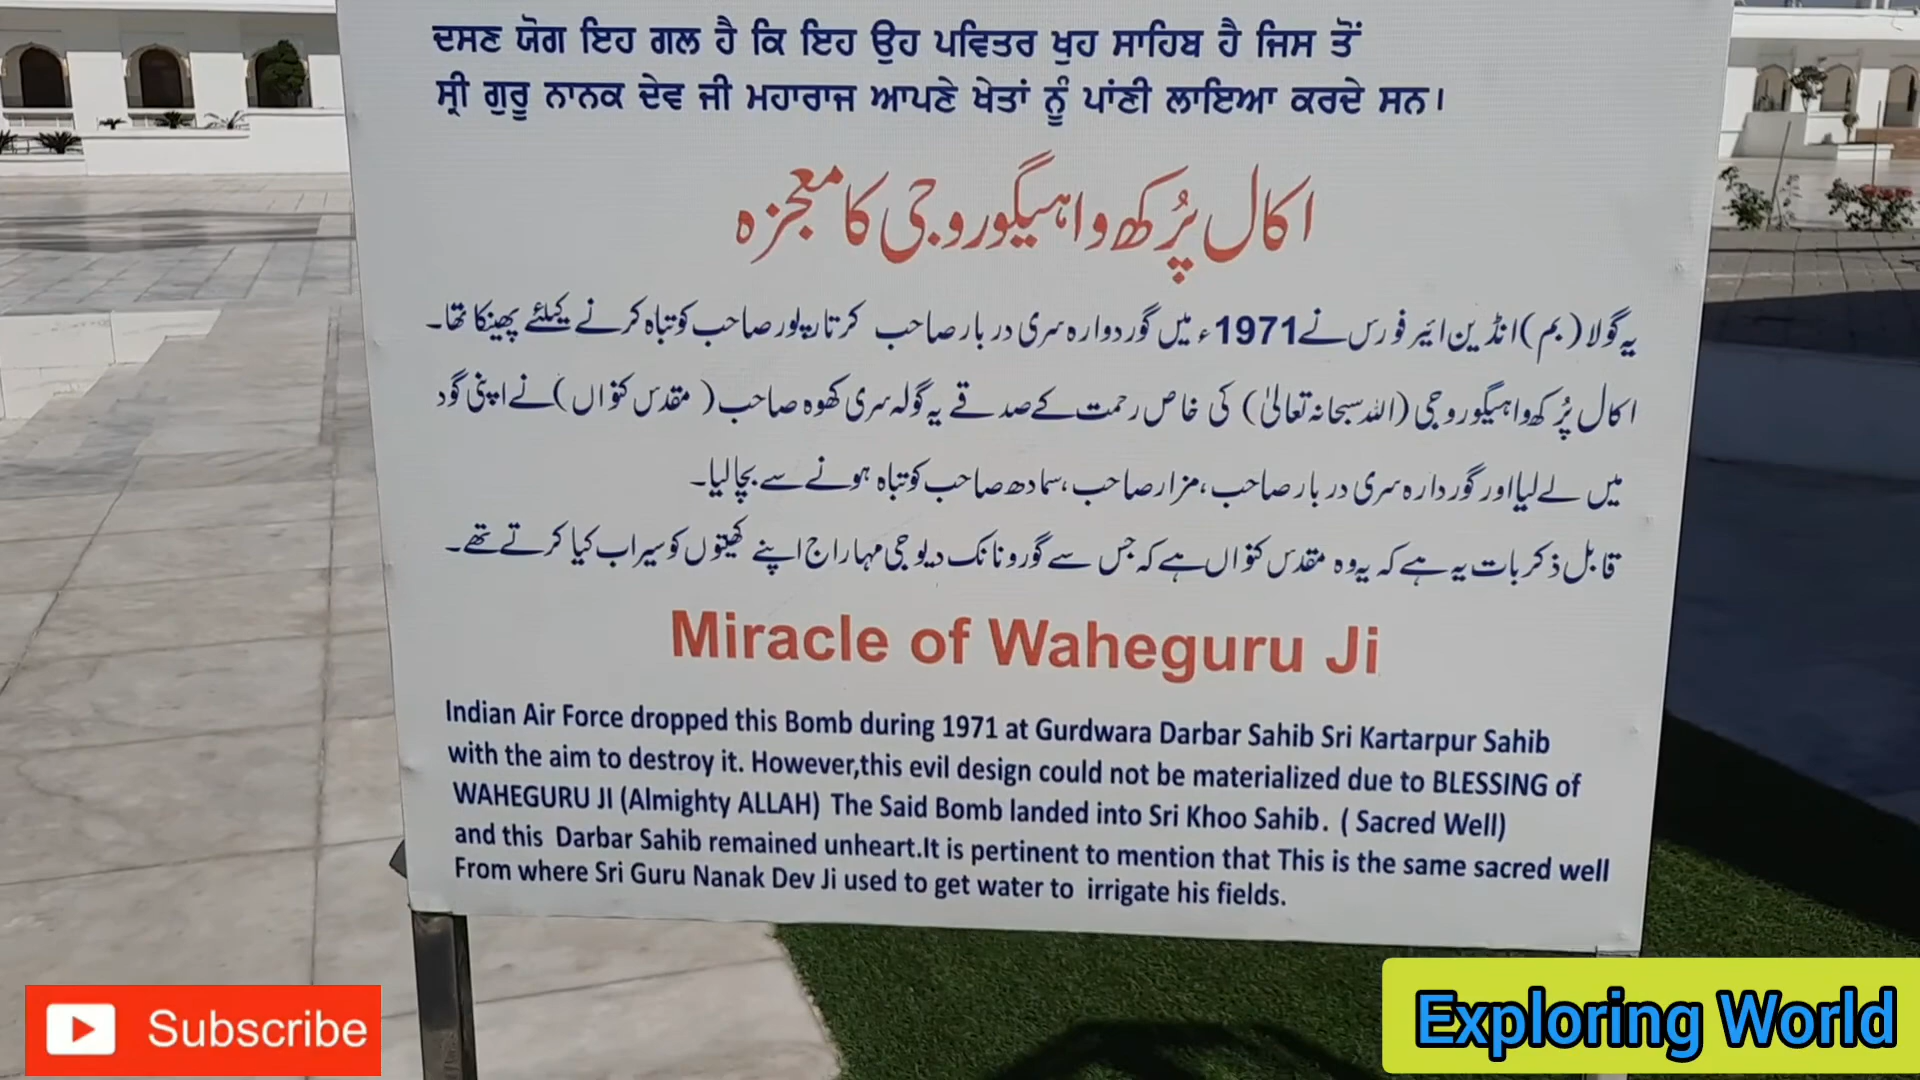 ਦਸਣ ਯੋਗ ਇਹ ਗਲ ਹੈ ਕਿ ਇਹ ਉਹ ਪਵਿਤਰ ਖੁਹ ਸਾਹਿਬ ਹੈ ਜਿਸ ਤੋਂ
ਸ੍ਰੀ ਗੁਰੂ ਨਾਨਕ ਦੇਵ ਜੀ ਮਹਾਰਾਜ ਆਪਣੇ ਖੇਤਾਂ ਨੂੰ ਪਾਂਣੀ ਲਾਇਆ ਕਰਦੇ ਸਨ।
اکال پُرکھ واہیگورو جی کا معجزہ
یہ گولا (بم) انڈین ائیر فورس نے 1971ء میں گوردوارہ سری دربار صاحب کرتارپور صاحب کو تباہ کرنے کیلئے پھینکا تھا۔
اکال پُرکھ واہیگورو جی (اللہ سبحانہ تعالیٰ) کی خاص رحمت کے صدقے یہ گولہ سری کھوہ صاحب (مقدس کنواں) نے اپنی گود
میں لے لیا اور گوردارہ سری دربار صاحب، مزار صاحب، سمادھ صاحب کو تباہ ہونے سے بچا لیا۔
قابل ذکر بات یہ ہے کہ یہ وہ مقدس کنواں ہے کہ جس سے گورو نانک دیو جی مہاراج اپنے کھیتوں کو سیراب کیا کرتے تھے۔
Miracle of Waheguru Ji
Indian Air Force dropped this Bomb during 1971 at Gurdwara Darbar Sahib Sri Kartarpur Sahib
with the aim to destroy it. However,this evil design could not be materialized due to BLESSING of
WAHEGURU JI (Almighty ALLAH) The Said Bomb landed into Sri Khoo Sahib. ( Sacred Well)
and this Darbar Sahib remained unheart.It is pertinent to mention that This is the same sacred well
From where Sri Guru Nanak Dev Ji used to get water to irrigate his fields.
Subscribe
Exploring World